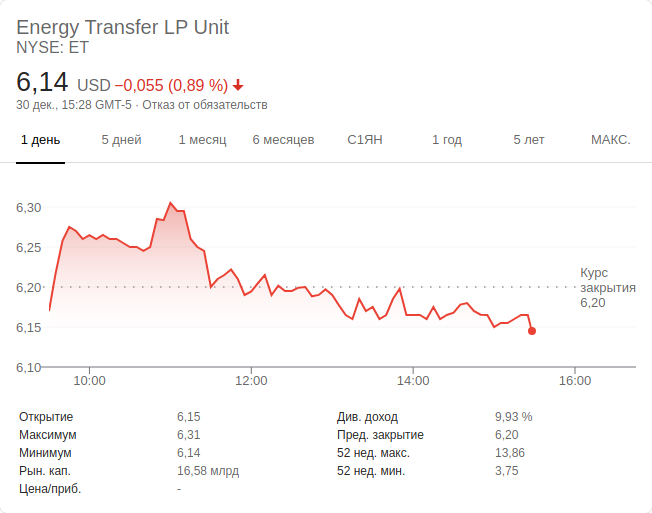 Energy Transfer LP Unit
NYSE: ET
6,14 USD −0,055 (0,89 %)
30 дек., 15:28 GMT-5 · Отказ от обязательств
1 день 5 дней 1 месяц 6 месяцев С1ЯН 1 год 5 лет МАКС.
6,30
6,25
6,20
6,15
6,10
Курс
закрытия
6,20
10:00 12:00 14:00 16:00
Открытие 6,15 Див. доход 9,93 %
Максимум 6,31 Пред. закрытие 6,20
Минимум 6,14 52 нед. макс. 13,86
Рын. кап. 16,58 млрд 52 нед. мин. 3,75
Цена/приб. -